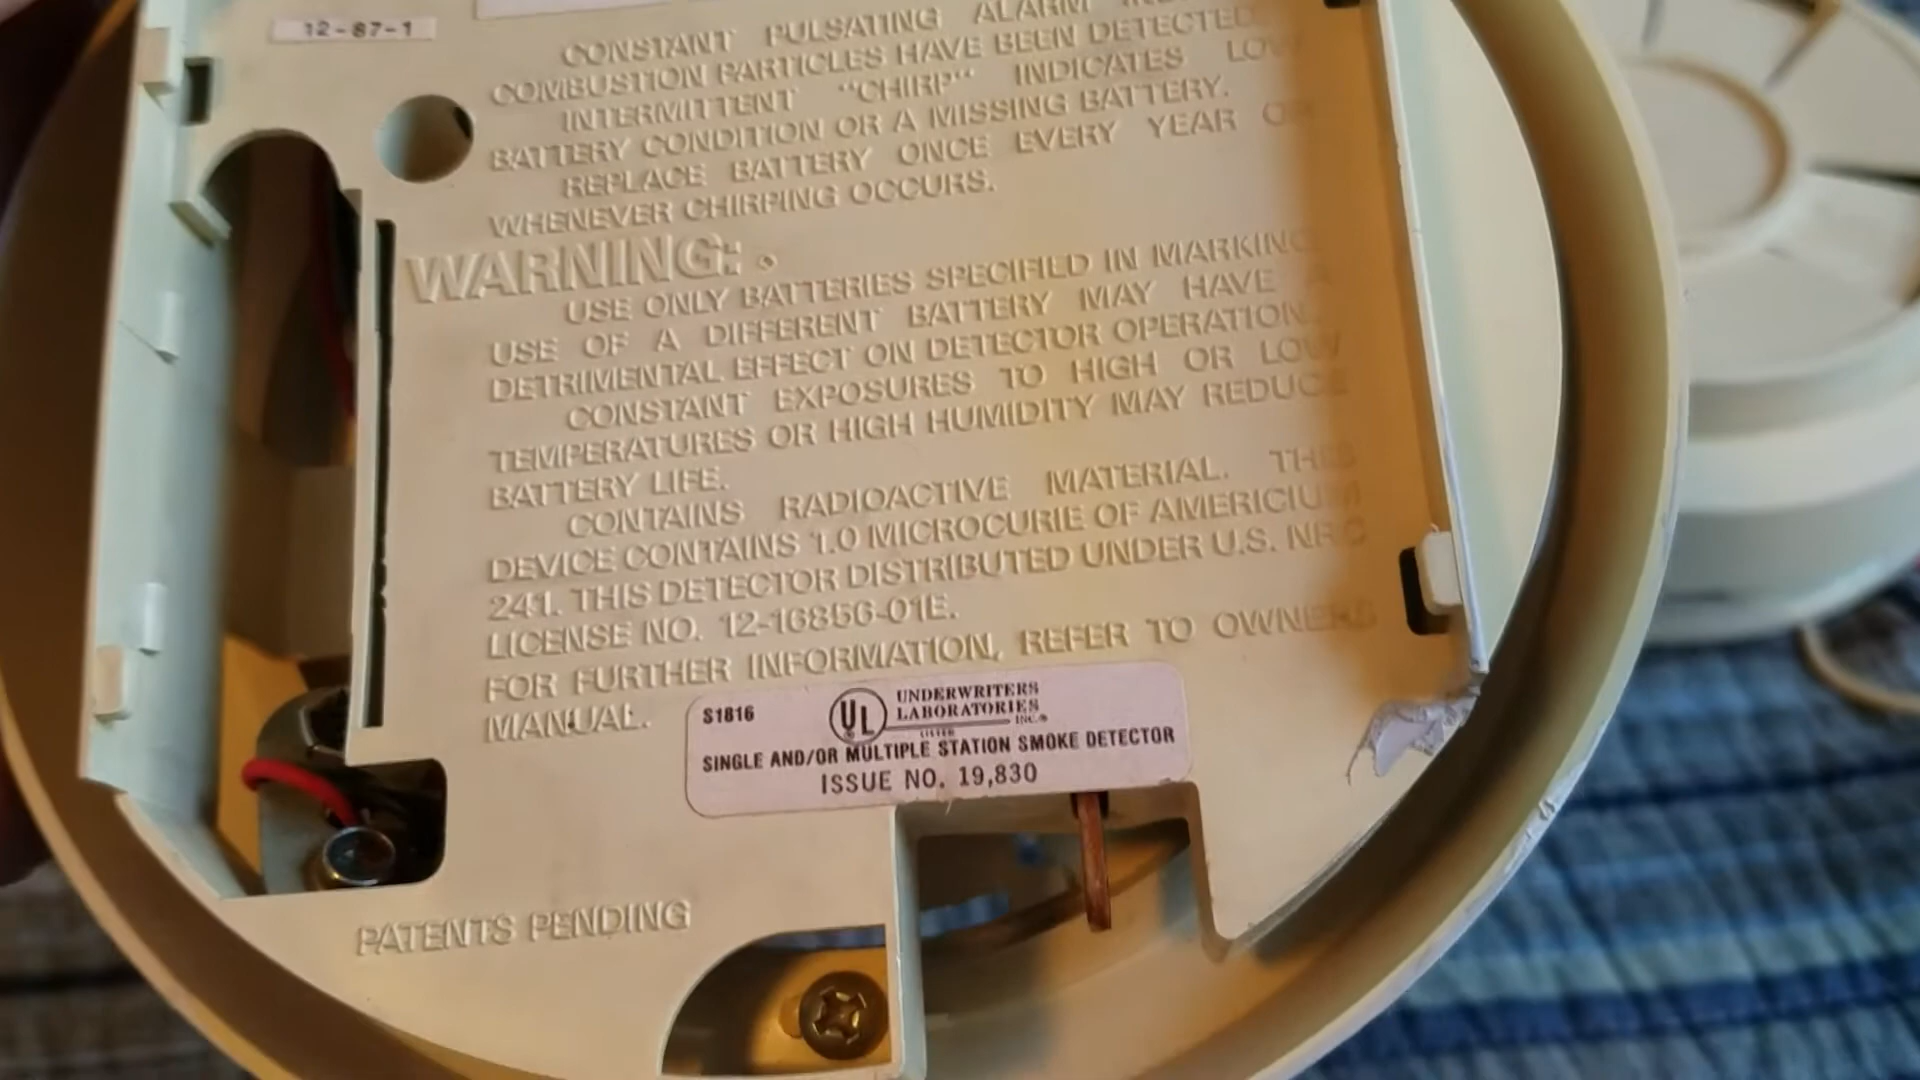 12-87-1
CONSTANT PULSATING ALARM
COMBUSTION PARTICLES HAVE BEEN DETECTED
INTERMITTENT "CHIRP" INDICATES LOW
BATTERY CONDITION OR A MISSING BATTERY.
REPLACE BATTERY ONCE EVERY YEAR OR
WHENEVER CHIRPING OCCURS.
WARNING:
USE ONLY BATTERIES SPECIFIED IN MARKING
USE OF A DIFFERENT BATTERY MAY HAVE A
DETRIMENTAL EFFECT ON DETECTOR OPERATION.
CONSTANT EXPOSURES TO HIGH OR LOW
TEMPERATURES OR HIGH HUMIDITY MAY REDUCE
BATTERY LIFE.
CONTAINS RADIOACTIVE MATERIAL. THIS
DEVICE CONTAINS 1.0 MICROCURIE OF AMERICIUM
241. THIS DETECTOR DISTRIBUTED UNDER U.S. NRC
LICENSE NO. 12-16856-01E.
FOR FURTHER INFORMATION, REFER TO OWNERS
MANUAL.
S1816
UL
UNDERWRITERS
LABORATORIES
INC.®
LISTED
SINGLE AND/OR MULTIPLE STATION SMOKE DETECTOR
ISSUE NO. 19,830
PATENTS PENDING